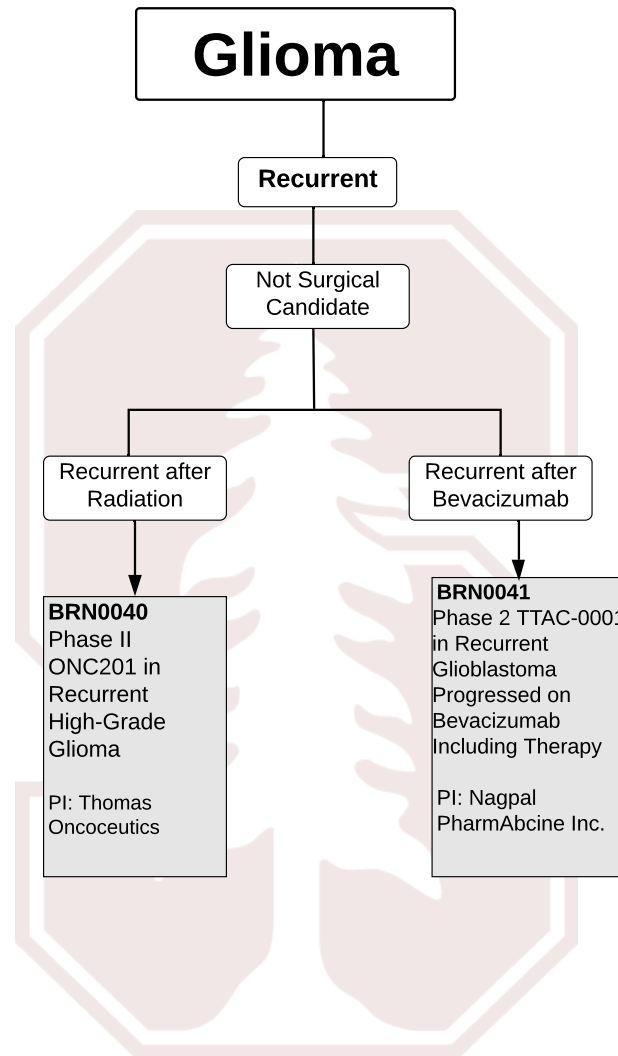 Glioma
Recurrent
Not Surgical
Candidate
Recurrent after
Radiation
Recurrent after
Bevacizumab
BRN0040
Phase II
ONC201 in
Recurrent
High-Grade
Glioma
PI: Thomas
Oncoceutics
BRN0041
Phase 2 TTAC-0001
in Recurrent
Glioblastoma
Progressed on
Bevacizumab
Including Therapy
PI: Nagpal
PharmAbcine Inc.